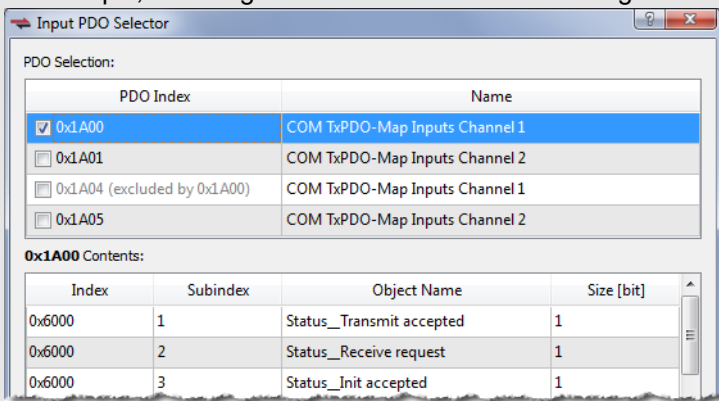 Input PDO Selector
PDO Selection:
PDO Index Name
0x1A00 COM TxPDO-Map Inputs Channel 1
0x1A01 COM TxPDO-Map Inputs Channel 2
0x1A04 (excluded by 0x1A00) COM TxPDO-Map Inputs Channel 1
0x1A05 COM TxPDO-Map Inputs Channel 2
0x1A00 Contents:
Index Subindex Object Name Size [bit]
0x6000 1 Status__Transmit accepted 1
0x6000 2 Status__Receive request 1
0x6000 3 Status__Init accepted 1